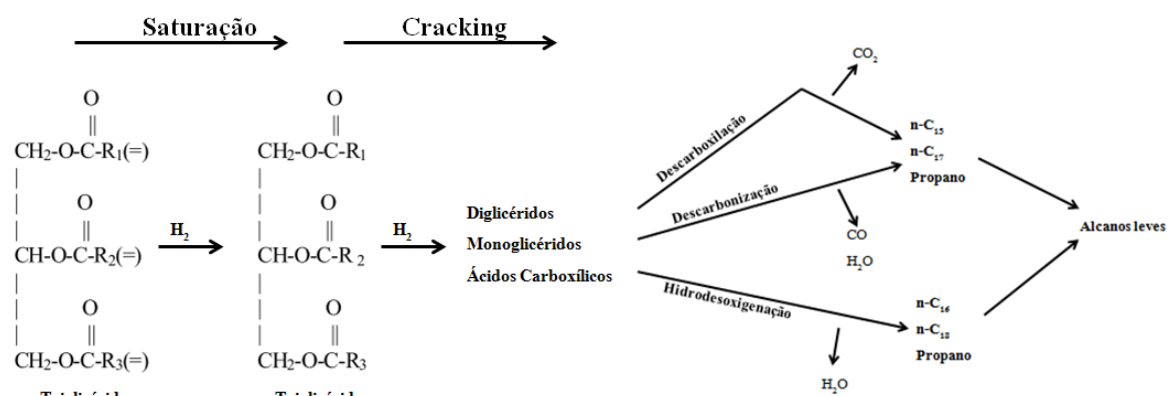 Saturação
Cracking
O
||
CH₂-O-C-R₁(=)
O
||
CH-O-C-R₂(=)
O
||
CH₂-O-C-R₃(=)
H₂
O
||
CH₂-O-C-R₁
O
||
CH-O-C-R ₂
O
||
CH₂-O-C-R₃
H₂
Diglicéridos
Monoglicéridos
Ácidos Carboxílicos
Descarboxilação
CO₂
Descarbonização
CO
H₂O
n-C₁₅
n-C₁₇
Propano
Hidrodesoxigenação
H₂O
n-C₁₆
n-C₁₈
Propano
Alcanos leves